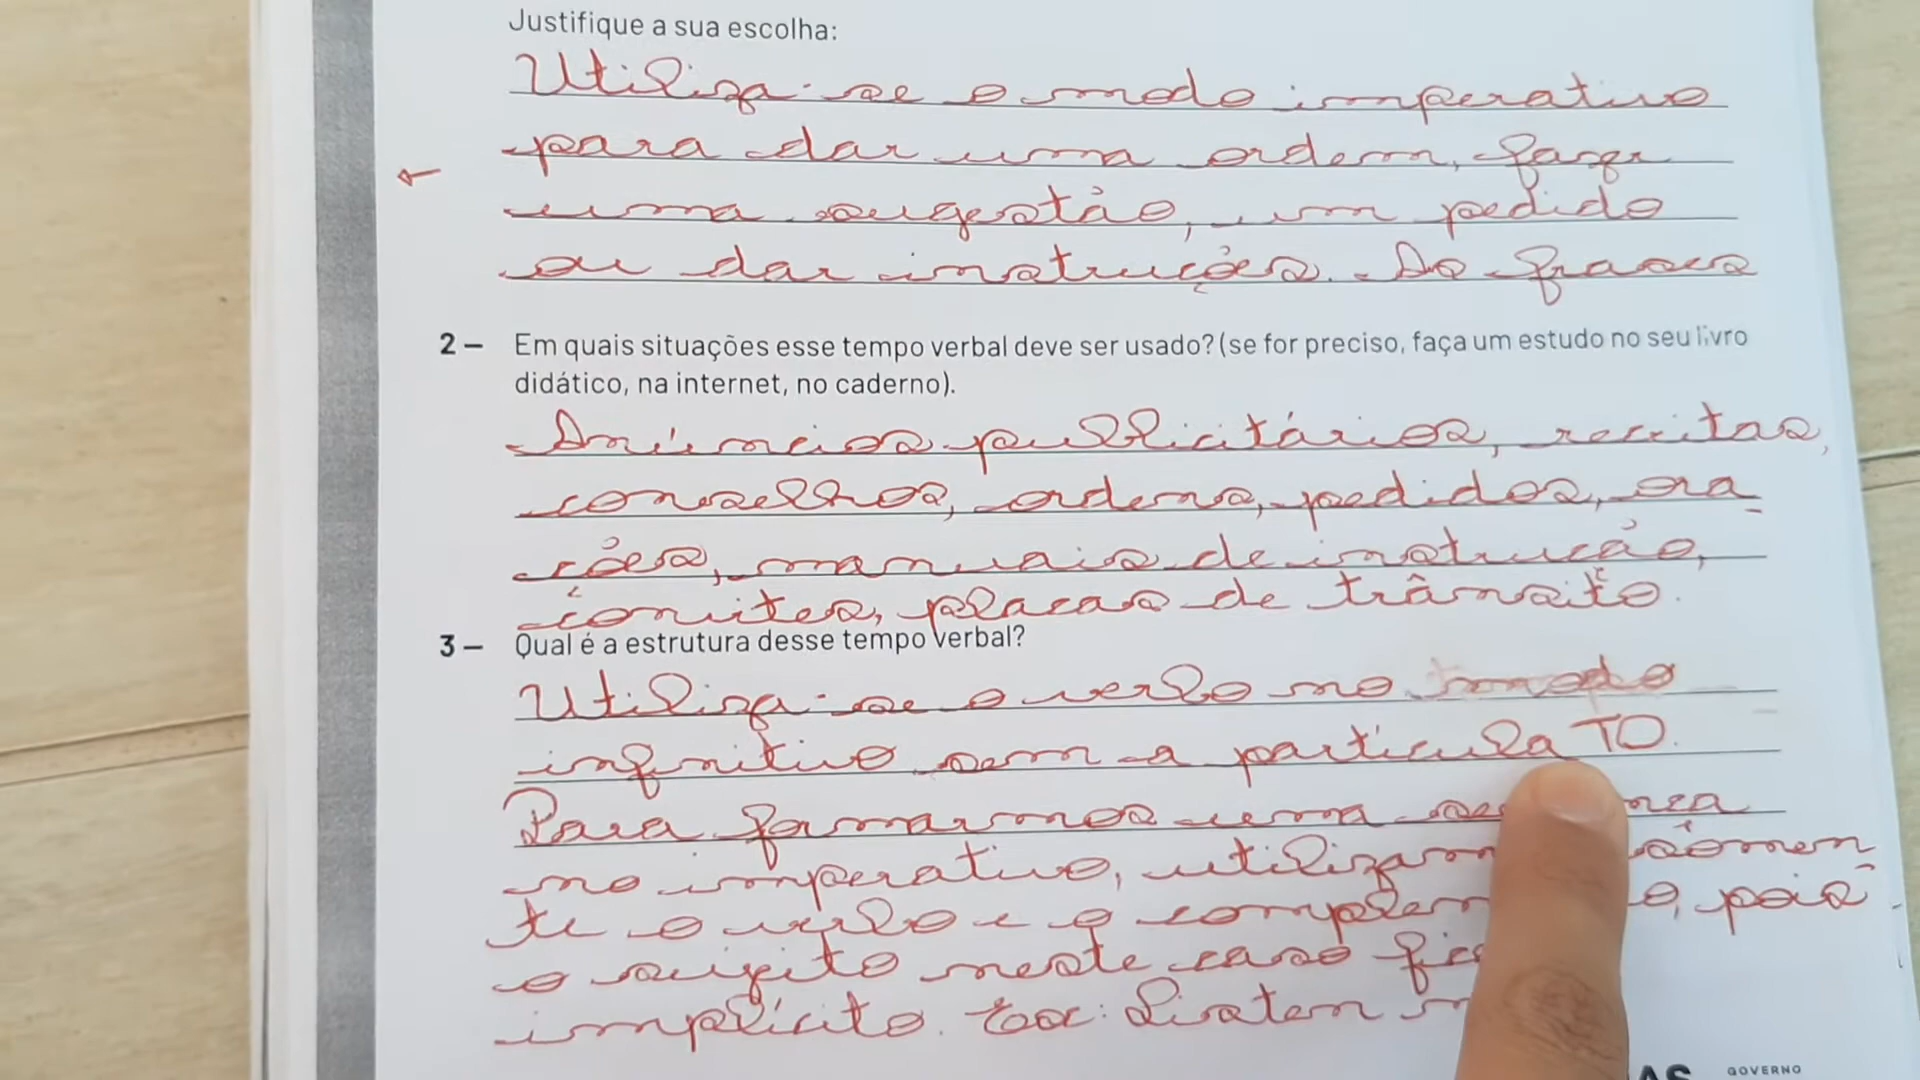 Justifique a sua escolha:
Utiliza-se o modo imperativo
para dar uma ordem, fazer
uma sugestão, um pedido
ou dar instruções. As frases
2 – Em quais situações esse tempo verbal deve ser usado? (se for preciso, faça um estudo no seu livro
didático, na internet, no caderno).
Anúncios publicitários, receitas,
conselhos, ordens, pedidos, ora
ções, manuais de instrução,
convites, placas de trânsito.
3 – Qual é a estrutura desse tempo verbal?
Utiliza-se o verbo no modo
infinitivo sem a partícula TO.
Para formarmos uma
no imperativo, sómen
te o verbo e o pois
o sujeito neste caso
implícito. Ex: Listen
GOVERNO